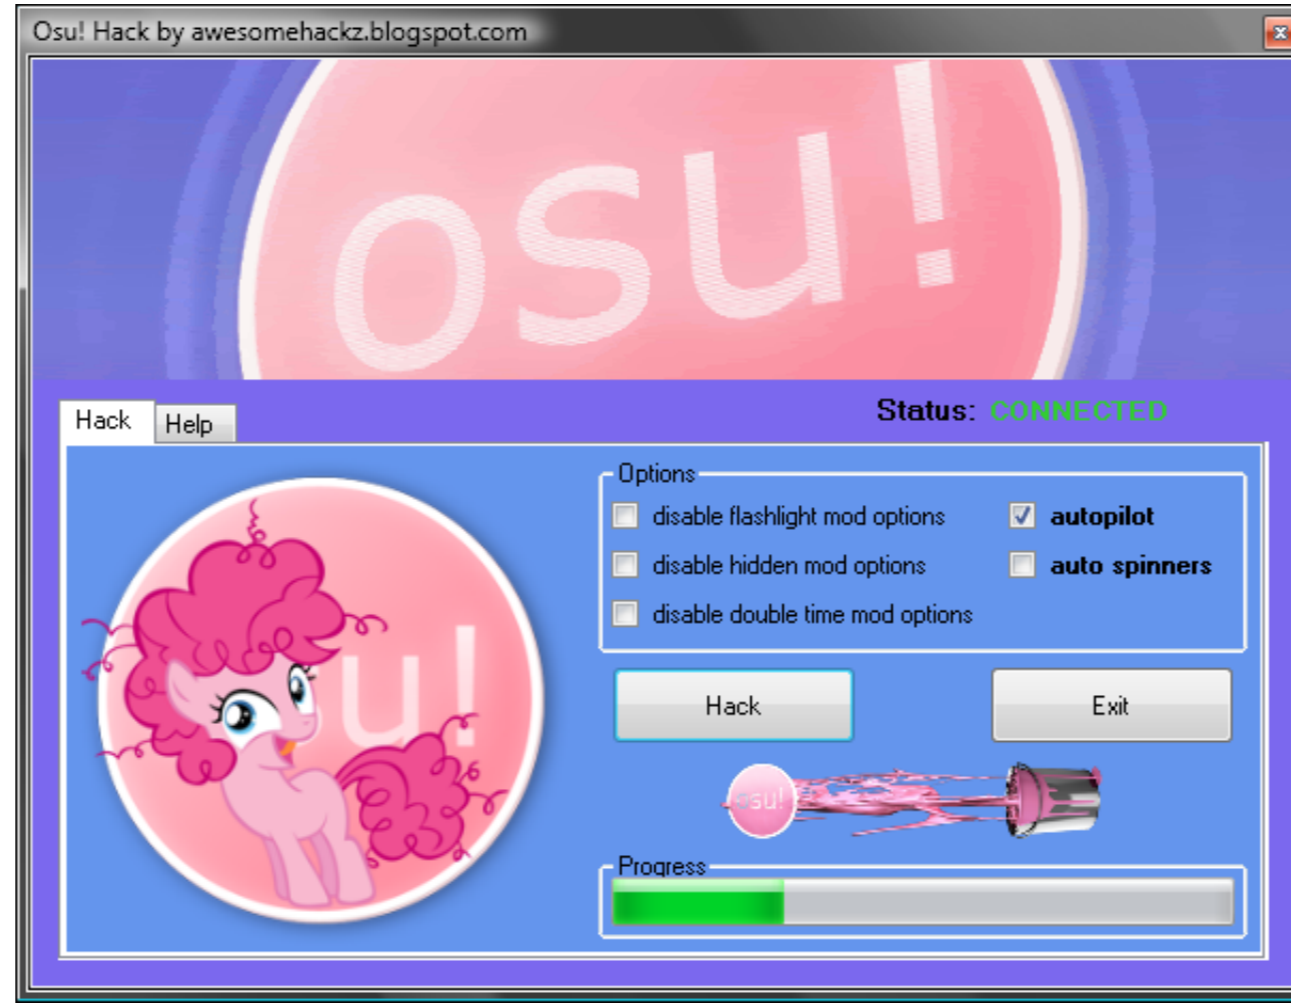 Osu! Hack by awesomehackz.blogspot.com
osu!
Status: CONNECTED
Hack
Help
Options
disable flashlight mod options
autopilot
disable hidden mod options
auto spinners
disable double time mod options
u!
Hack
Exit
osu!
Progress